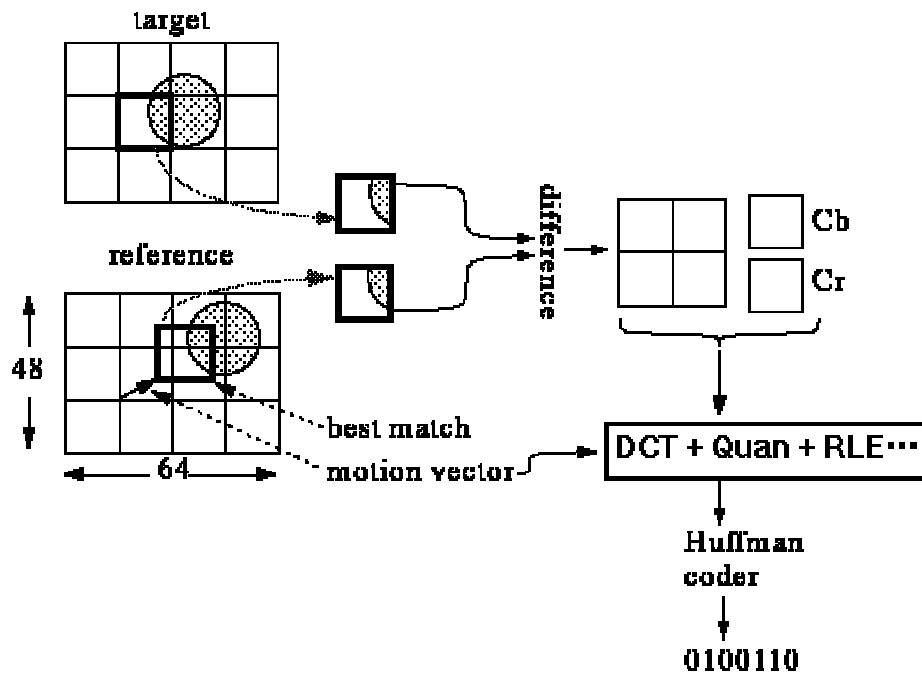 target
reference
48
64
best match
motion vector
difference
Cb
Cr
DCT + Quan + RLE···
Huffman
coder
0100110